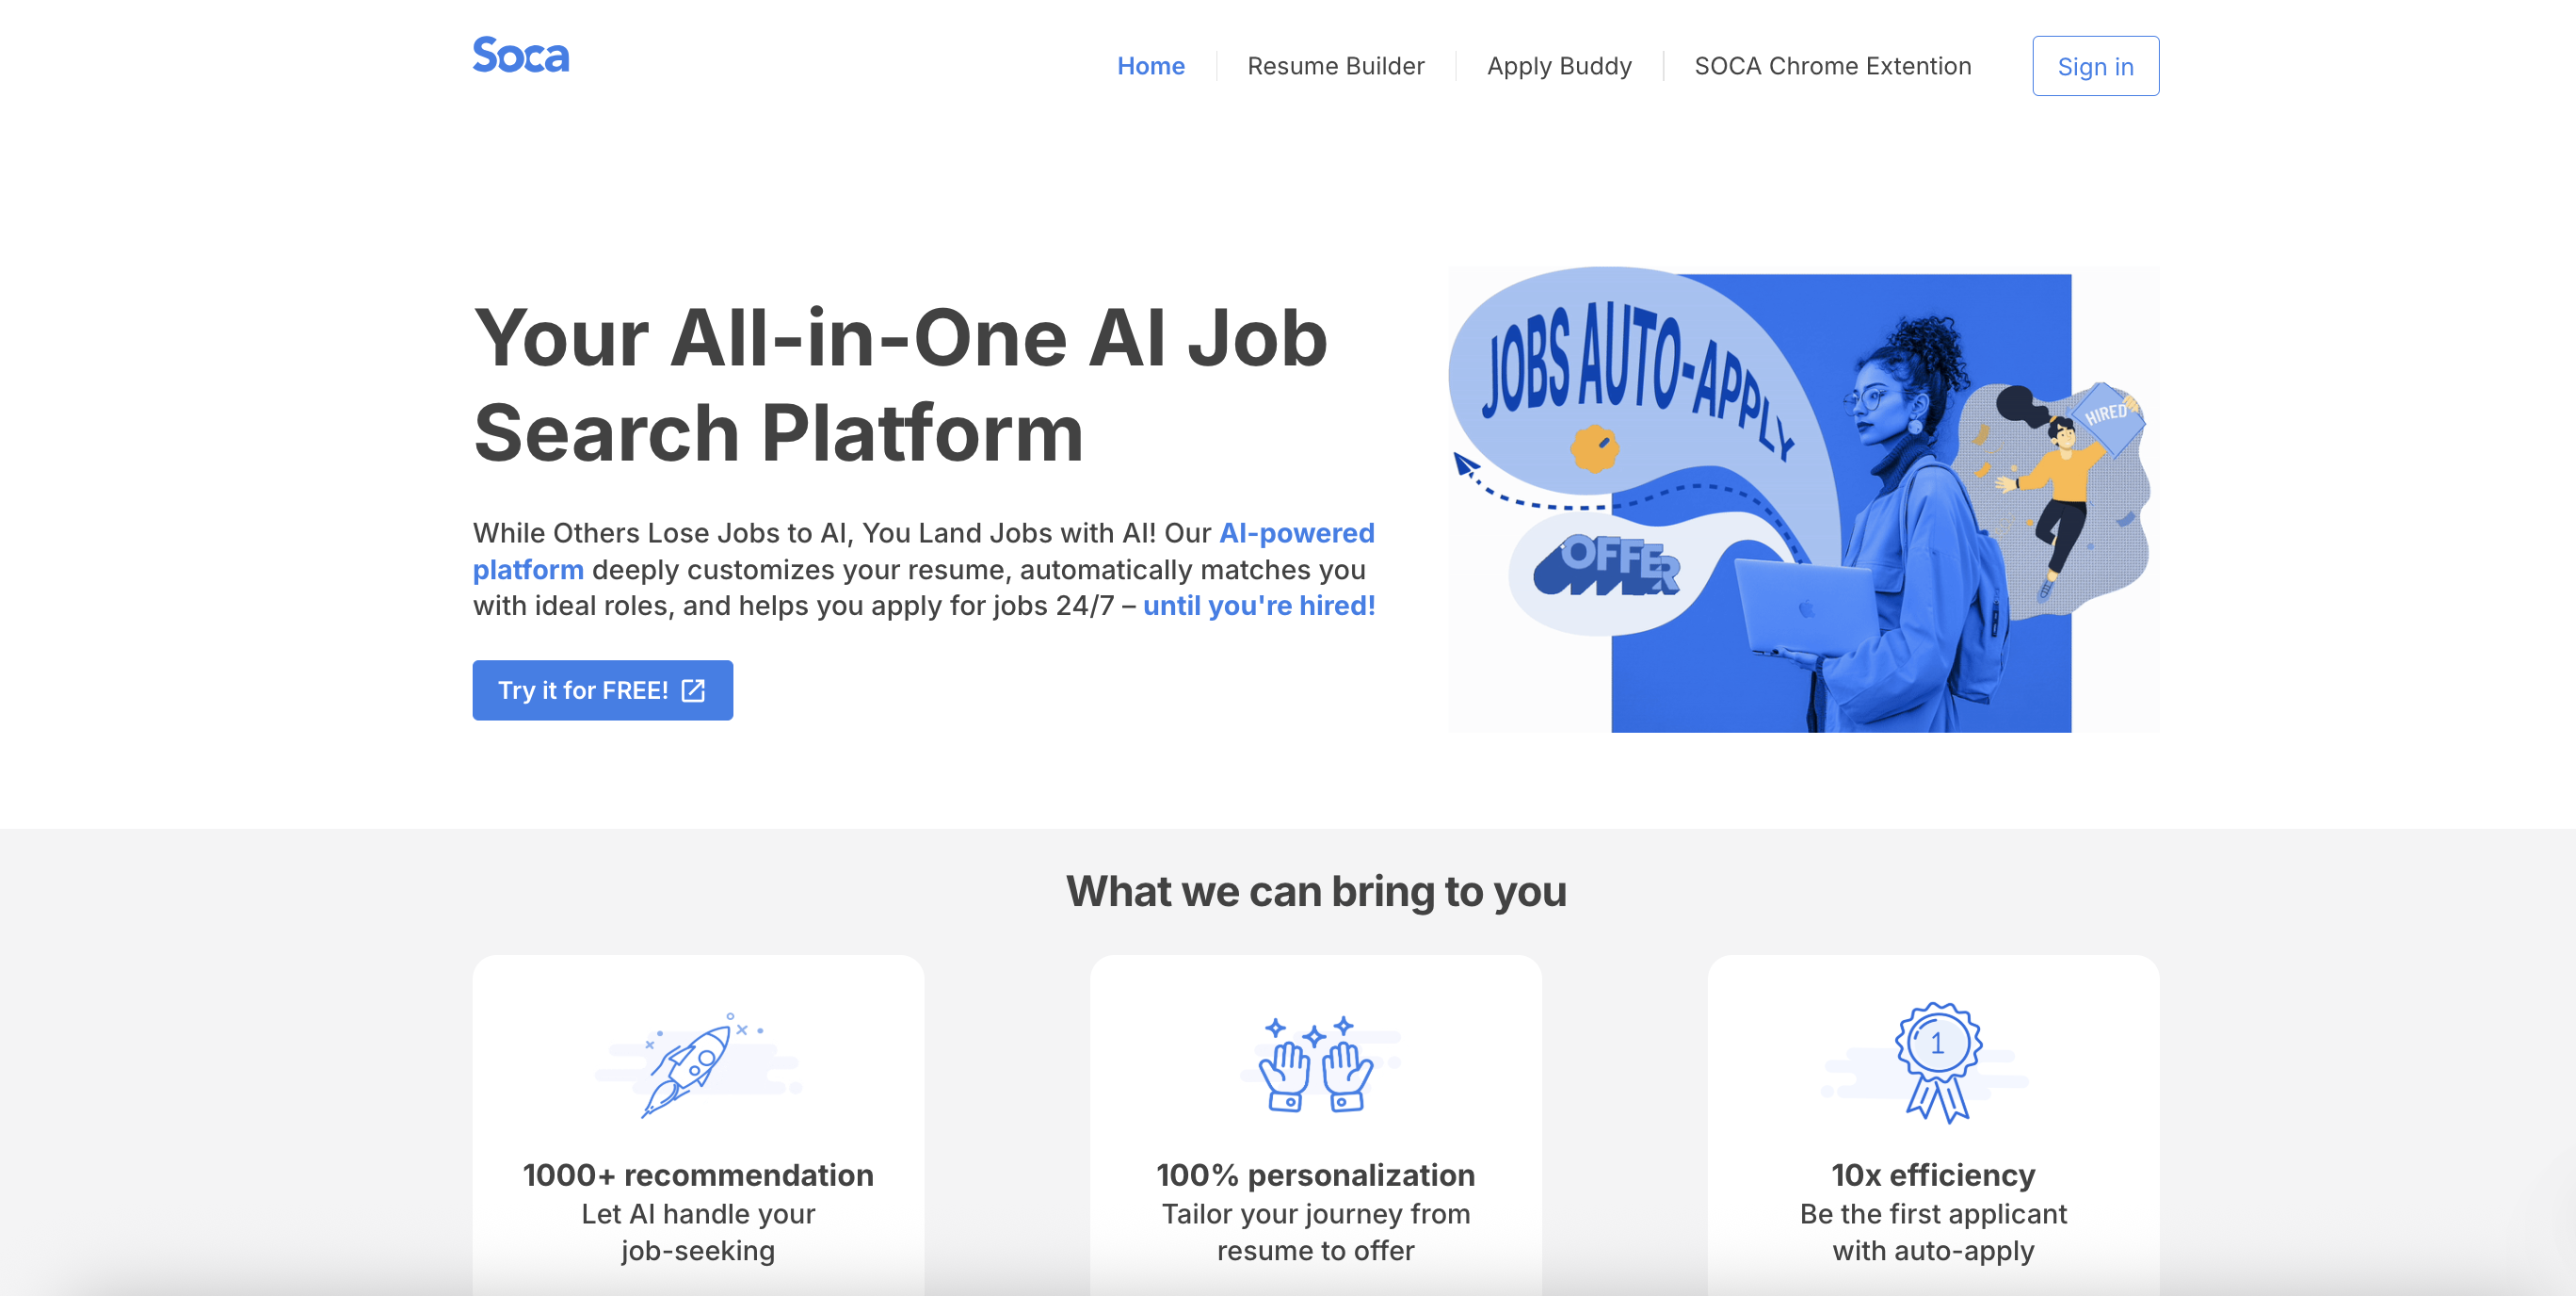 Soca
Home
Resume Builder
Apply Buddy
SOCA Chrome Extention
Sign in
Your All-in-One AI Job
Search Platform
While Others Lose Jobs to AI, You Land Jobs with AI! Our AI-powered
platform deeply customizes your resume, automatically matches you
with ideal roles, and helps you apply for jobs 24/7 – until you're hired!
Try it for FREE!
JOBS AUTO-APPLY
HIRED
OFFER
What we can bring to you
1000+ recommendation
Let AI handle your
job-seeking
100% personalization
Tailor your journey from
resume to offer
1
10x efficiency
Be the first applicant
with auto-apply